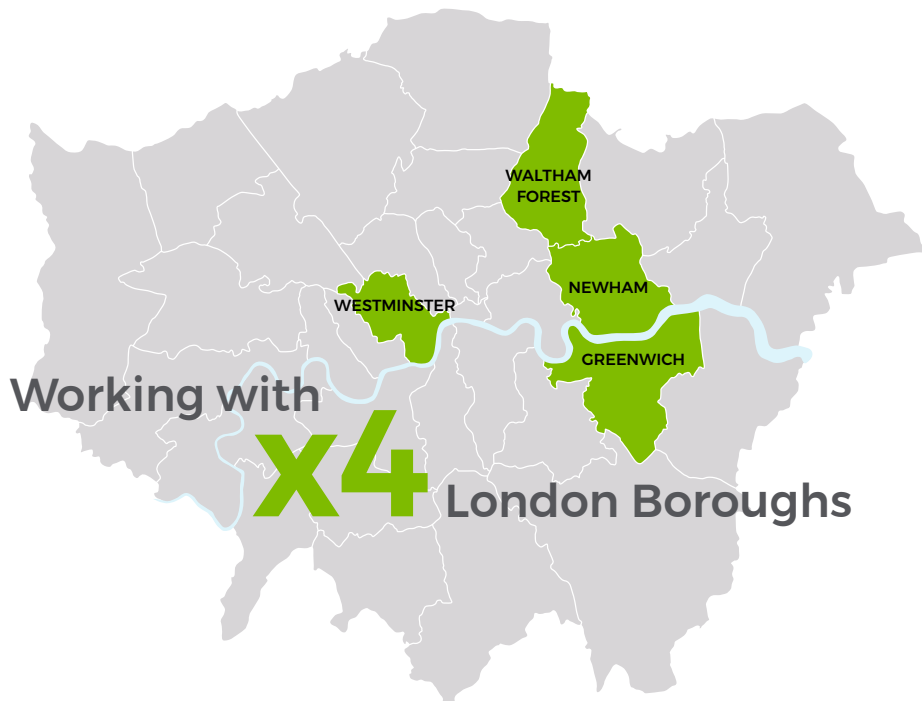 WALTHAM
FOREST
NEWHAM
WESTMINSTER
GREENWICH
Working with
x4
London Boroughs